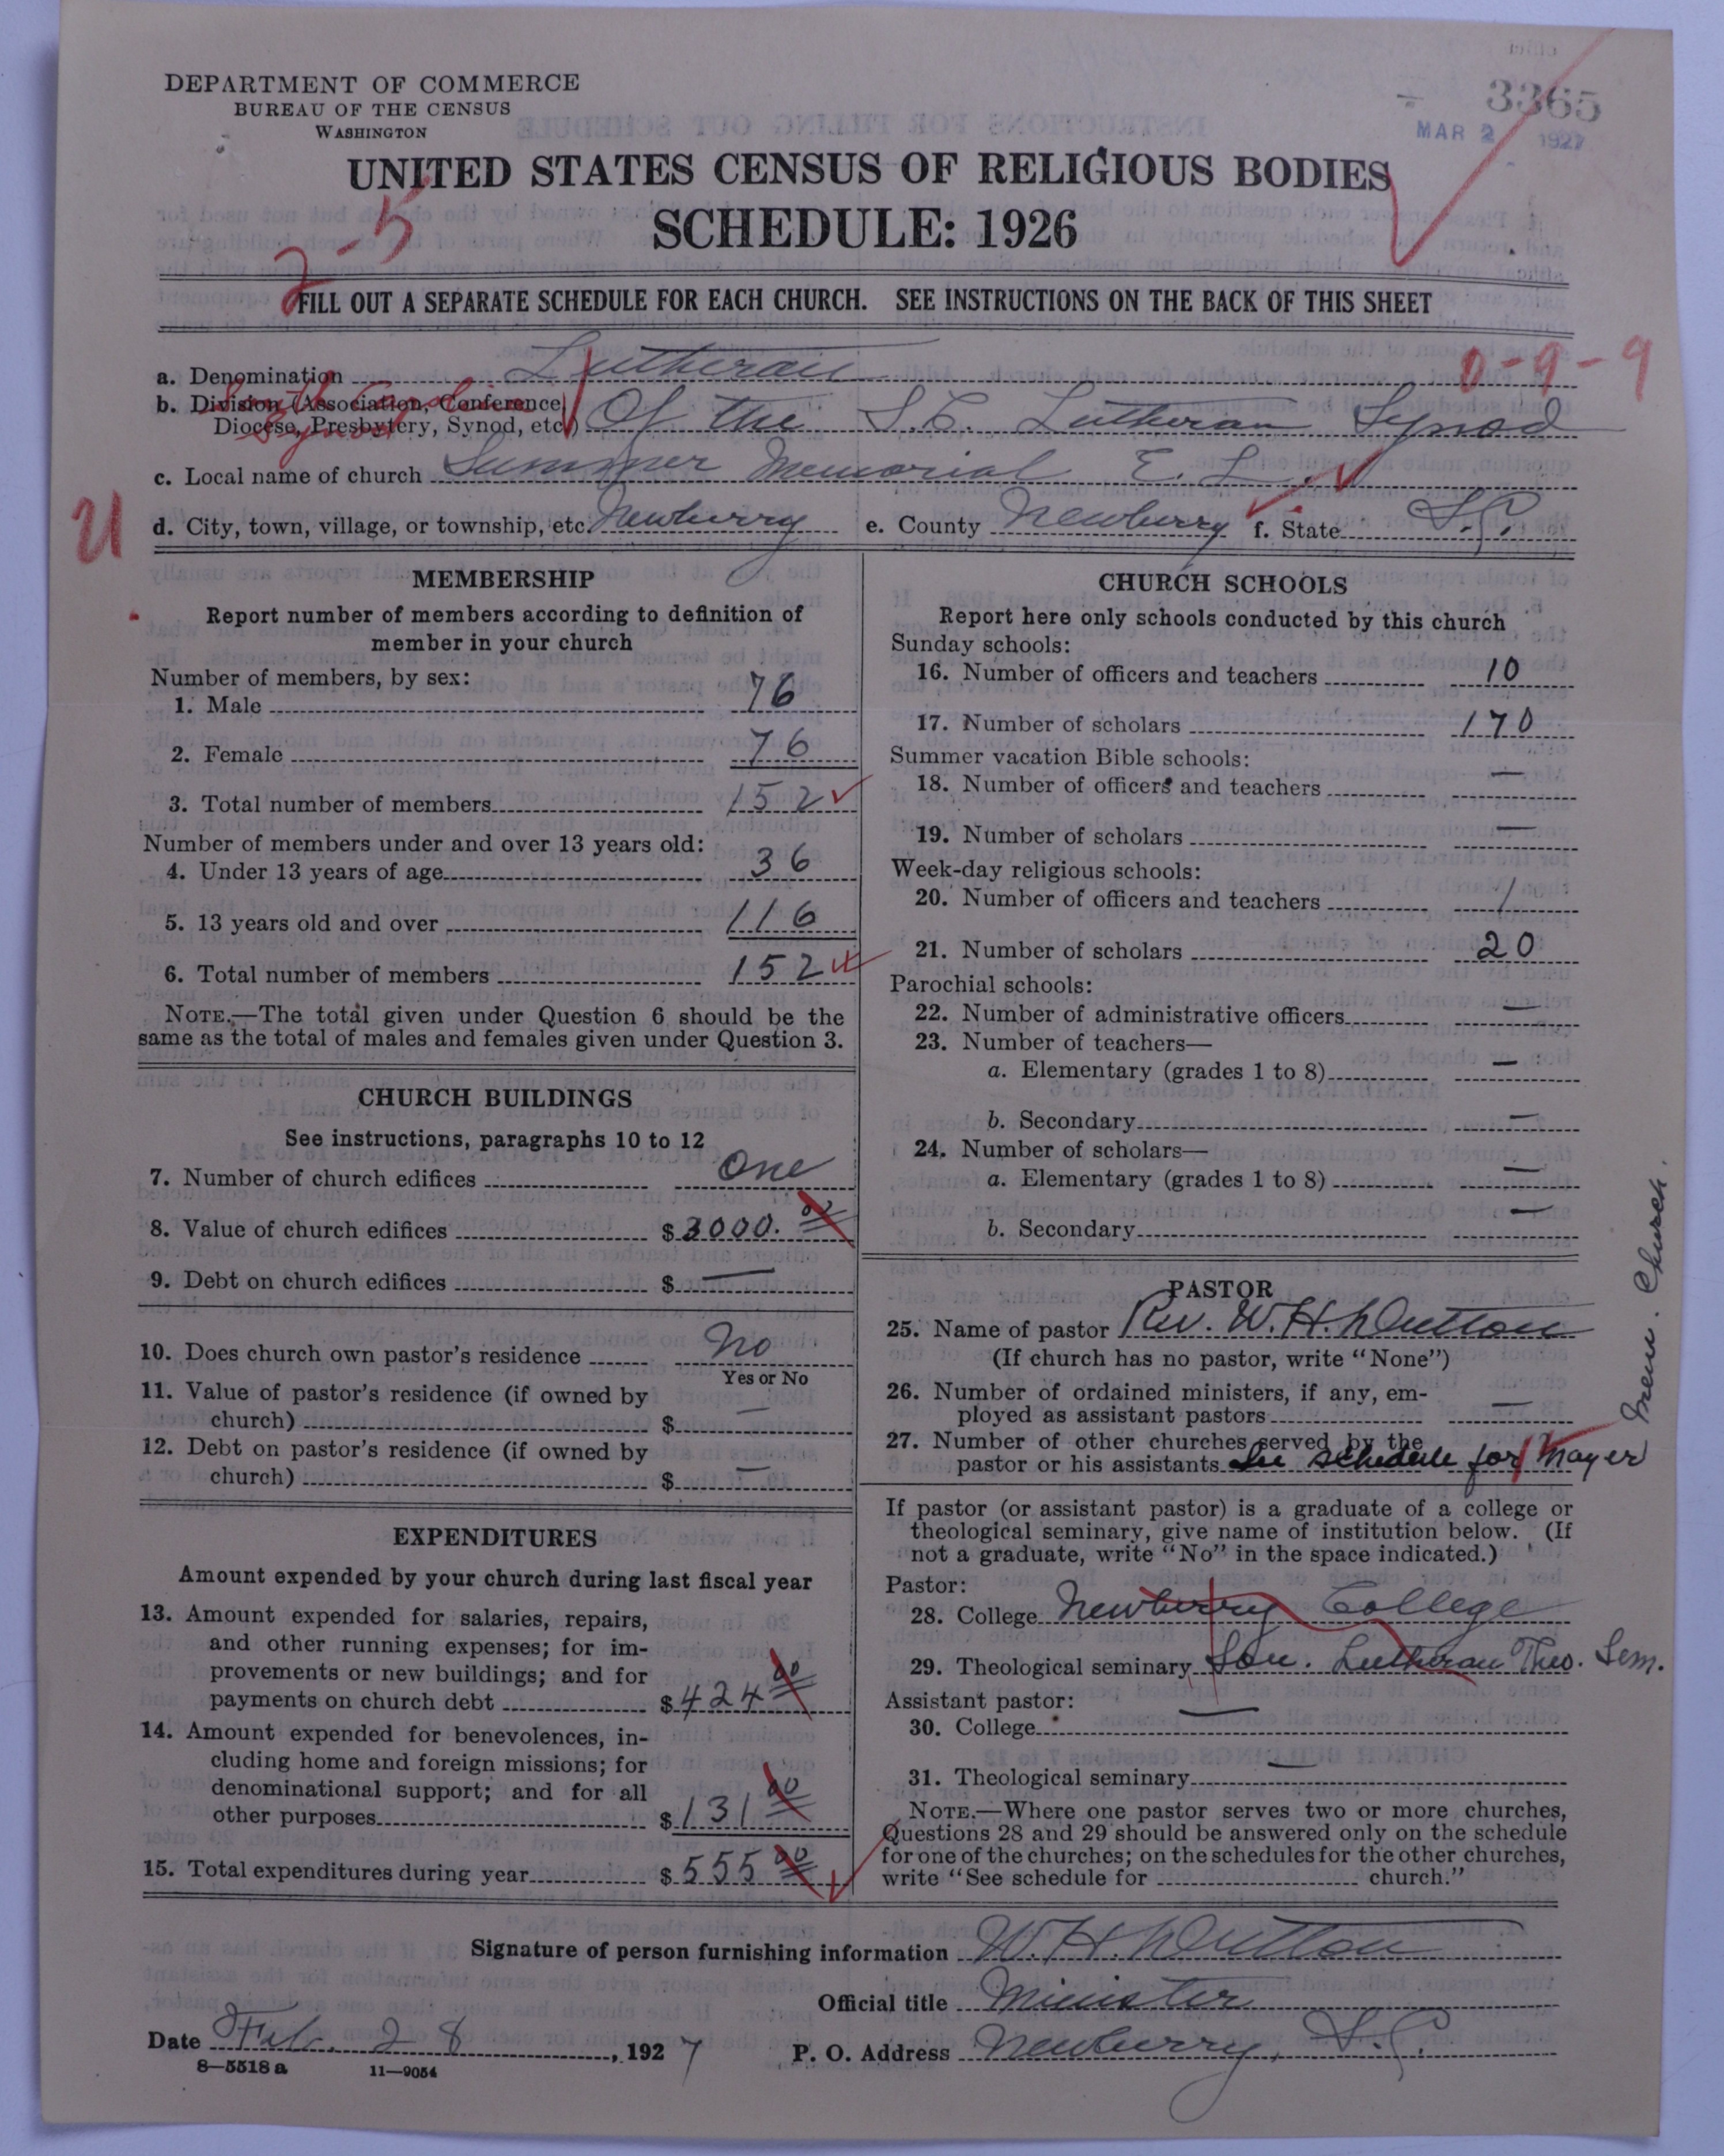 3365
MAR 2 1927
DEPARTMENT OF COMMERCE
BUREAU OF THE CENSUS
WASHINGTON
UNITED STATES CENSUS OF RELIGIOUS BODIES
SCHEDULE: 1926
2-5
FILL OUT A SEPARATE SCHEDULE FOR EACH CHURCH. SEE INSTRUCTIONS ON THE BACK OF THIS SHEET
0-9-9
a. Denomination Lutheran
South Carolina Synod
b. Division (Association, Conference,
Diocese, Presbytery, Synod, etc.) Of the S.C. Lutheran Synod
c. Local name of church Summer Memorial E. L.
d. City, town, village, or township, etc. Newberry e. County Newberry f. State S.C.
MEMBERSHIP
Report number of members according to definition of
member in your church
Number of members, by sex:
1. Male 76
2. Female 76
3. Total number of members 152
Number of members under and over 13 years old:
4. Under 13 years of age 36
5. 13 years old and over 116
6. Total number of members 152
NOTE.—The total given under Question 6 should be the
same as the total of males and females given under Question 3.
CHURCH BUILDINGS
See instructions, paragraphs 10 to 12
7. Number of church edifices One
8. Value of church edifices $3000.00
9. Debt on church edifices $ —
10. Does church own pastor's residence No
Yes or No
11. Value of pastor's residence (if owned by
church) $ —
12. Debt on pastor's residence (if owned by
church) $ —
EXPENDITURES
Amount expended by your church during last fiscal year
13. Amount expended for salaries, repairs,
and other running expenses; for im-
provements or new buildings; and for
payments on church debt $424 00
14. Amount expended for benevolences, in-
cluding home and foreign missions; for
denominational support; and for all
other purposes $131 00
15. Total expenditures during year $555 00
CHURCH SCHOOLS
Report here only schools conducted by this church
Sunday schools:
16. Number of officers and teachers 10
17. Number of scholars 170
Summer vacation Bible schools:
18. Number of officers and teachers —
19. Number of scholars —
Week-day religious schools:
20. Number of officers and teachers 1
21. Number of scholars 20
Parochial schools:
22. Number of administrative officers —
23. Number of teachers—
a. Elementary (grades 1 to 8) —
b. Secondary —
24. Number of scholars—
a. Elementary (grades 1 to 8) —
b. Secondary —
PASTOR
25. Name of pastor Rev. W. H. Dutton
(If church has no pastor, write "None")
26. Number of ordained ministers, if any, em-
ployed as assistant pastors —
27. Number of other churches served by the
pastor or his assistants See schedule for Mayer
Mem. Church.
If pastor (or assistant pastor) is a graduate of a college or
theological seminary, give name of institution below. (If
not a graduate, write "No" in the space indicated.)
Pastor:
28. College Newberry College
29. Theological seminary Sou. Lutheran Theo. Sem.
Assistant pastor:
30. College —
31. Theological seminary —
NOTE.—Where one pastor serves two or more churches,
Questions 28 and 29 should be answered only on the schedule
for one of the churches; on the schedules for the other churches,
write "See schedule for church."
Signature of person furnishing information W. H. Dutton
Official title Minister
Date Feb. 28, 1927 P. O. Address Newberry, S.C.
8—5518 a 11—9054